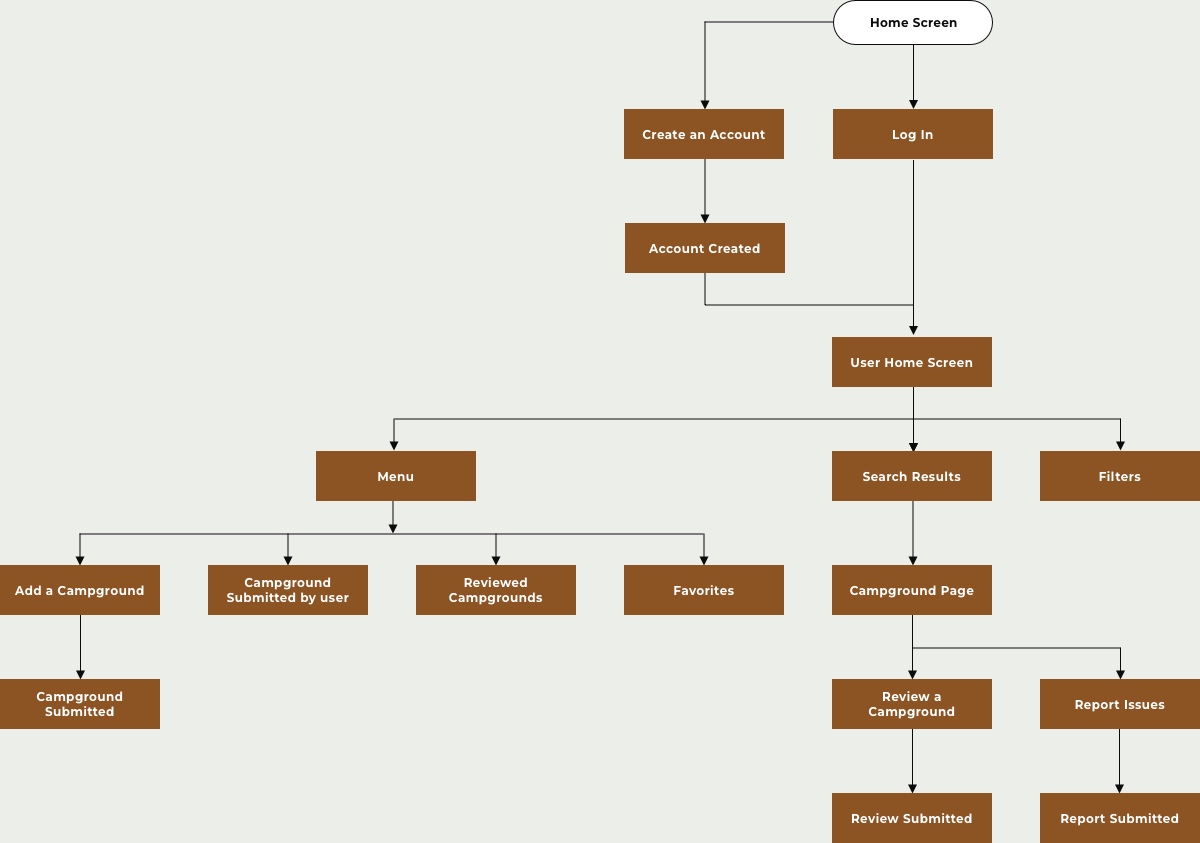 Home Screen
Create an Account
Log In
Account Created
User Home Screen
Menu
Search Results
Filters
Add a Campground
Campground
Submitted by user
Reviewed
Campgrounds
Favorites
Campground Page
Campground
Submitted
Review a
Campground
Report Issues
Review Submitted
Report Submitted